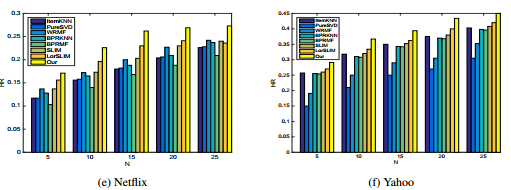 0.3
0.25
0.2
0.15
0.1
0.05
0
HR
ItemKNN
PureSVD
WRMF
BPRKNN
BPRMF
SLIM
LorSLIM
Our
5 10 15 20 25
N
(e) Netflix
0.45
0.4
0.35
0.3
0.25
0.2
0.15
0.1
0.05
0
HR
ItemKNN
PureSVD
WRMF
BPRKNN
BPRMF
SLIM
LorSLIM
Our
5 10 15 20 25
N
(f) Yahoo